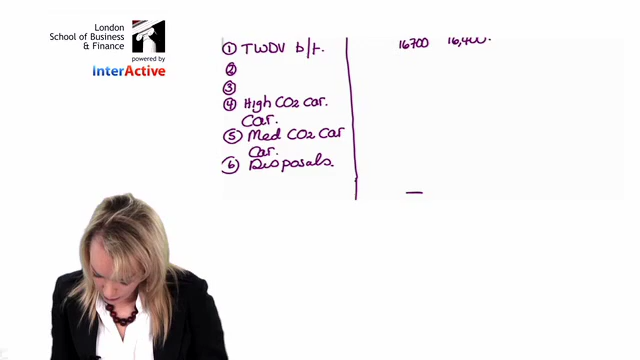 London
School of Business
& Finance
powered by
InterActive
① TWDV b/f. 16700 16,400.
②
③
④ High CO2 car.
Car.
⑤ Med CO2 Car
Car.
⑥ Disposals.